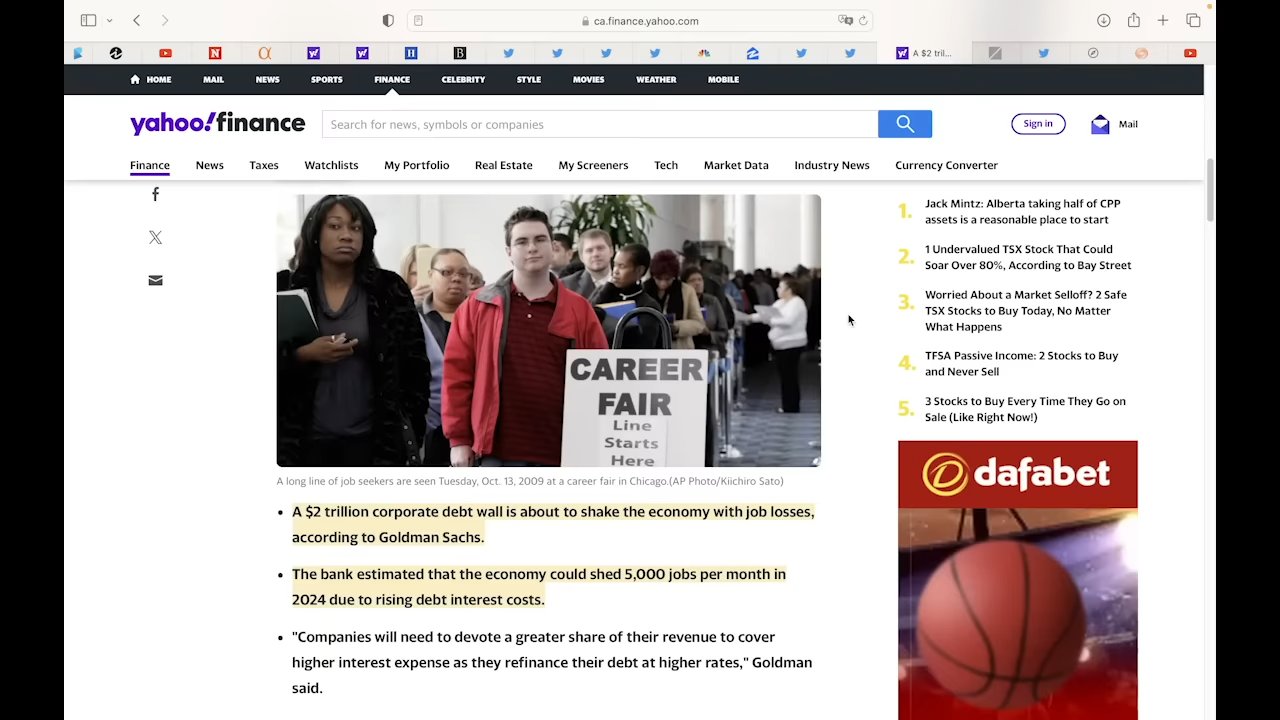 ca.finance.yahoo.com
A $2 tril...
HOME MAIL NEWS SPORTS FINANCE CELEBRITY STYLE MOVIES WEATHER MOBILE
yahoo!finance
Search for news, symbols or companies
Sign in
Mail
Finance News Taxes Watchlists My Portfolio Real Estate My Screeners Tech Market Data Industry News Currency Converter
CAREER
FAIR
Line
Starts
Here
A long line of job seekers are seen Tuesday, Oct. 13, 2009 at a career fair in Chicago.(AP Photo/Kiichiro Sato)
• A $2 trillion corporate debt wall is about to shake the economy with job losses,
according to Goldman Sachs.
• The bank estimated that the economy could shed 5,000 jobs per month in
2024 due to rising debt interest costs.
• "Companies will need to devote a greater share of their revenue to cover
higher interest expense as they refinance their debt at higher rates," Goldman
said.
1. Jack Mintz: Alberta taking half of CPP
assets is a reasonable place to start
2. 1 Undervalued TSX Stock That Could
Soar Over 80%, According to Bay Street
3. Worried About a Market Selloff? 2 Safe
TSX Stocks to Buy Today, No Matter
What Happens
4. TFSA Passive Income: 2 Stocks to Buy
and Never Sell
5. 3 Stocks to Buy Every Time They Go on
Sale (Like Right Now!)
dafabet